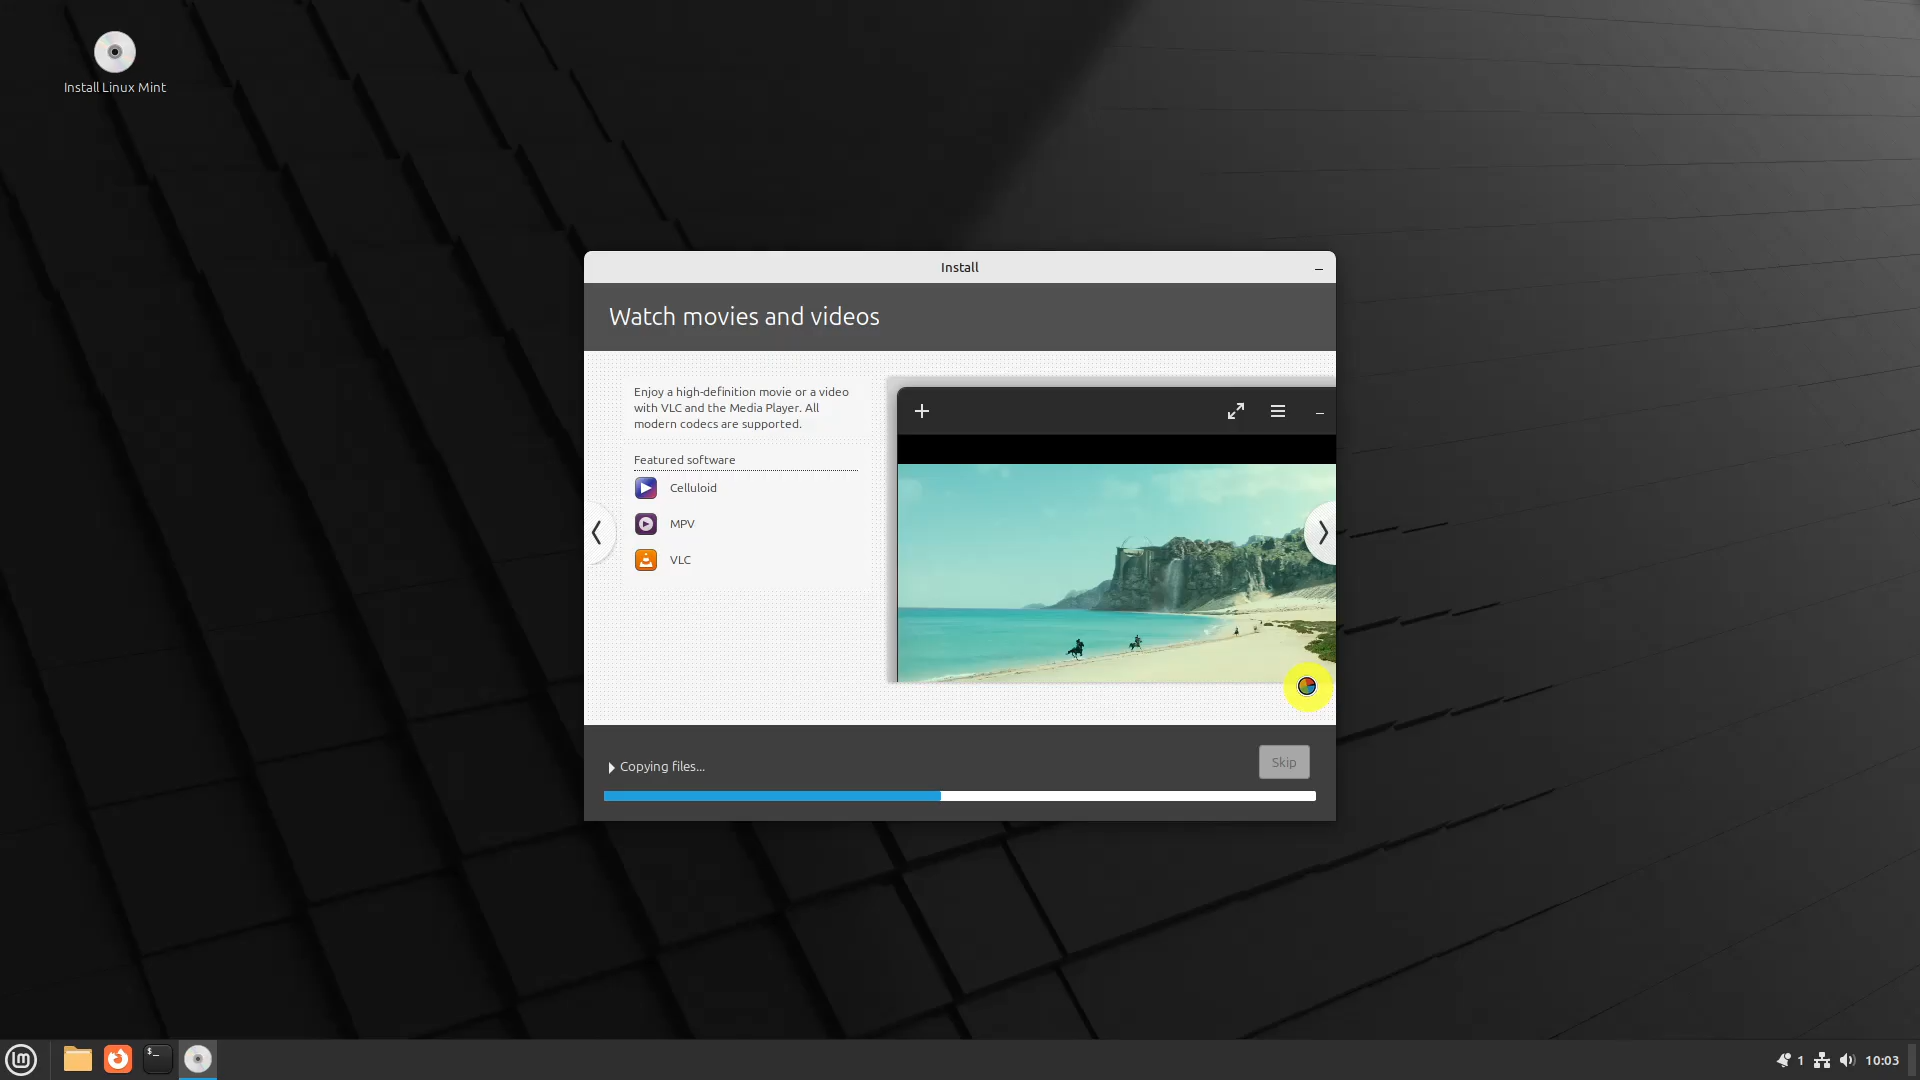 Install Linux Mint
Install
Watch movies and videos
Enjoy a high-definition movie or a video
with VLC and the Media Player. All
modern codecs are supported.
Featured software
Celluloid
MPV
VLC
Copying files...
Skip
$_
1
10:03